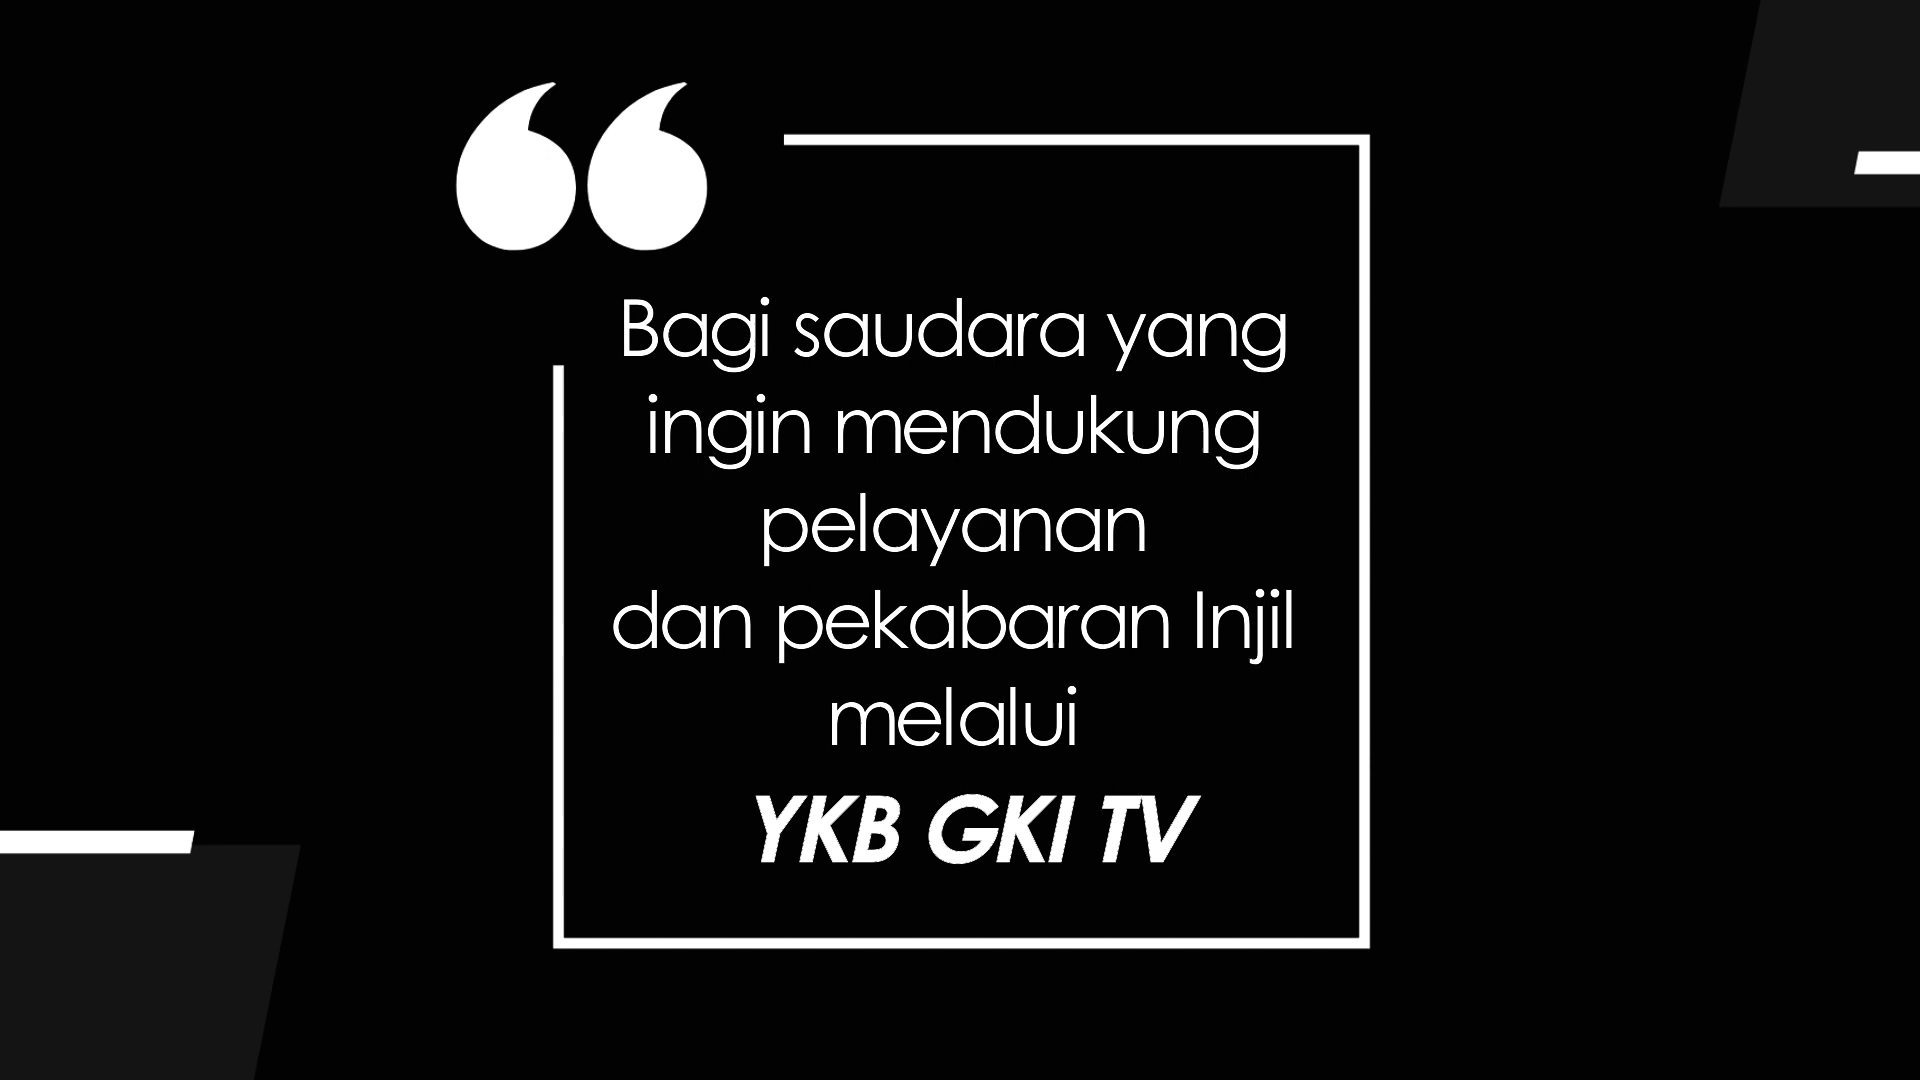 Bagi saudara yang
ingin mendukung
pelayanan
dan pekabaran Injil
melalui
YKB GKI TV